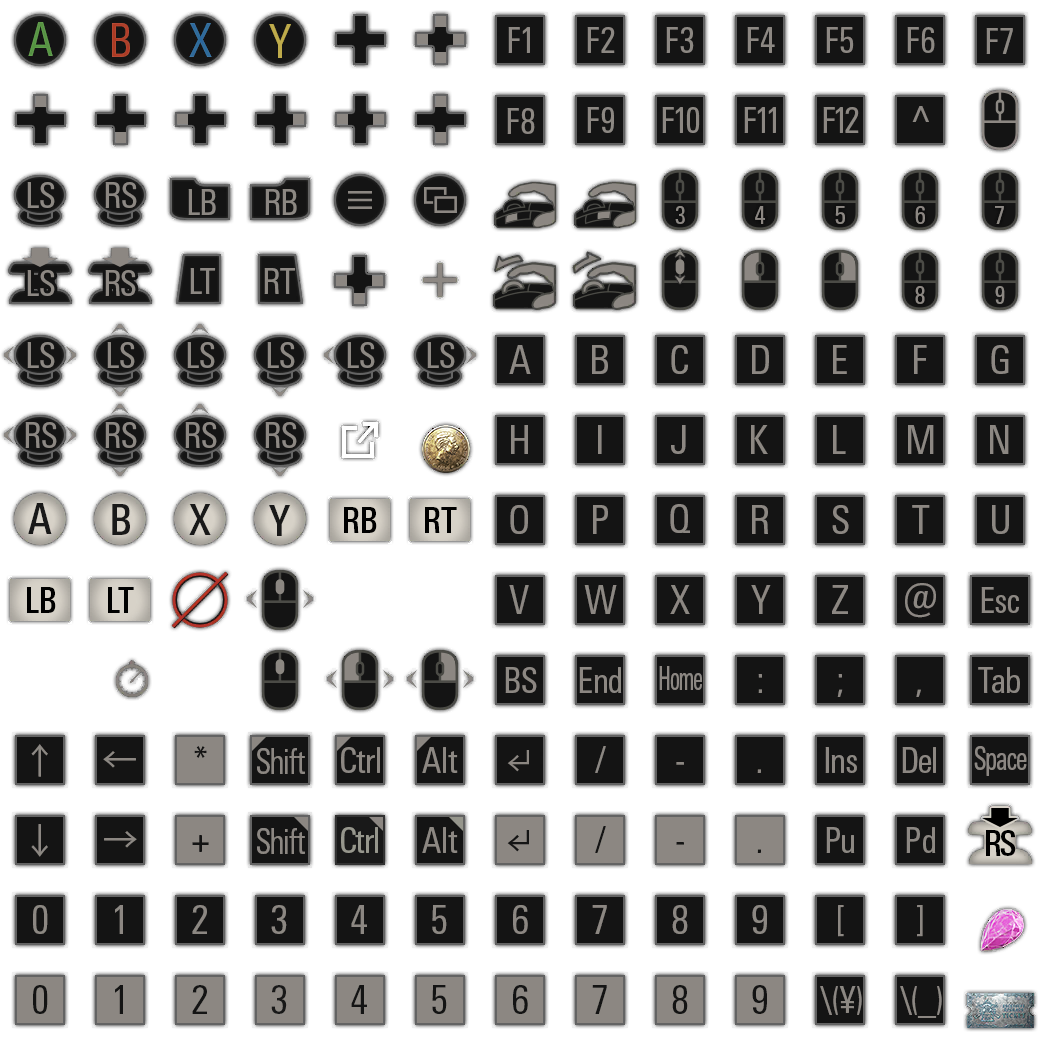 A B X Y F1 F2 F3 F4 F5 F6 F7
F8 F9 F10 F11 F12 ^
LS RS LB RB 3 4 5 6 7
LS RS LT RT 8 9
LS LS LS LS LS LS A B C D E F G
RS RS RS RS H I J K L M N
A B X Y RB RT O P Q R S T U
LB LT V W X Y Z @ Esc
BS End Home : ; , Tab
↑ ← * Shift Ctrl Alt ↵ / - . Ins Del Space
↓ → + Shift Ctrl Alt ↵ / - . Pu Pd RS
0 1 2 3 4 5 6 7 8 9 [ ]
0 1 2 3 4 5 6 7 8 9 \(¥) \(_)